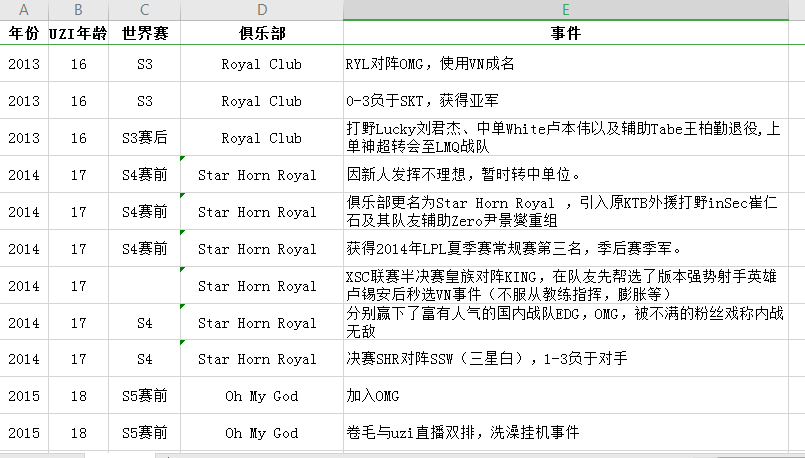 A B C D E
年份 UZI年龄 世界赛 俱乐部 事件
2013 16 S3 Royal Club RYL对阵OMG，使用VN成名
2013 16 S3 Royal Club 0-3负于SKT，获得亚军
2013 16 S3赛后 Royal Club 打野Lucky刘君杰、中单White卢本伟以及辅助Tabe王柏勤退役,上
单神超转会至LMQ战队
2014 17 S4赛前 Star Horn Royal 因新人发挥不理想，暂时转中单位。
2014 17 S4赛前 Star Horn Royal 俱乐部更名为Star Horn Royal ，引入原KTB外援打野inSec崔仁
石及其队友辅助Zero尹景燮重组
2014 17 S4赛前 Star Horn Royal 获得2014年LPL夏季赛常规赛第三名，季后赛季军。
2014 17 Star Horn Royal XSC联赛半决赛皇族对阵KING，在队友先帮选了版本强势射手英雄
卢锡安后秒选VN事件（不服从教练指挥，膨胀等）
2014 17 S4 Star Horn Royal 分别赢下了富有人气的国内战队EDG，OMG，被不满的粉丝戏称内战
无敌
2014 17 S4 Star Horn Royal 决赛SHR对阵SSW（三星白），1-3负于对手
2015 18 S5赛前 Oh My God 加入OMG
2015 18 S5赛前 Oh My God 卷毛与uzi直播双排，洗澡挂机事件